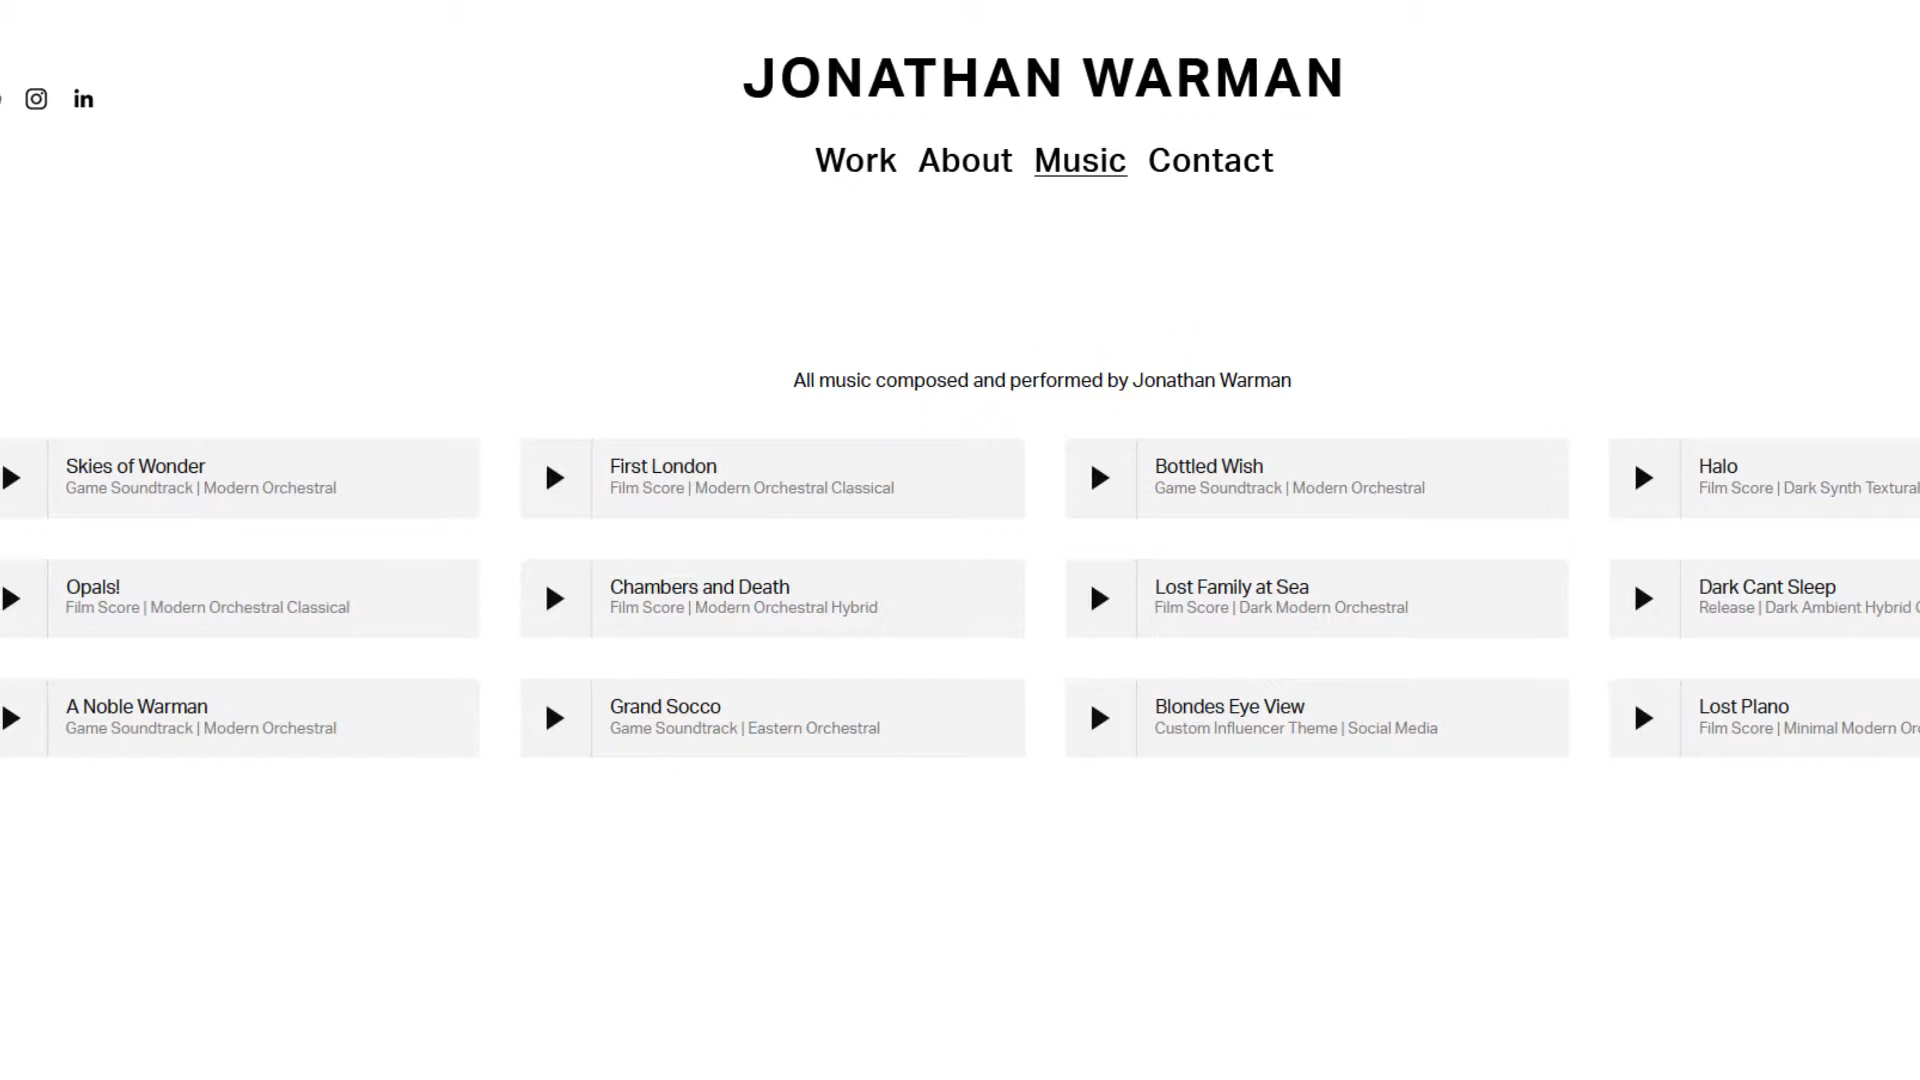 JONATHAN WARMAN
in
Work About Music Contact
All music composed and performed by Jonathan Warman
Skies of Wonder
Game Soundtrack | Modern Orchestral
First London
Film Score | Modern Orchestral Classical
Bottled Wish
Game Soundtrack | Modern Orchestral
Halo
Film Score | Dark Synth Textural
Opals!
Film Score | Modern Orchestral Classical
Chambers and Death
Film Score | Modern Orchestral Hybrid
Lost Family at Sea
Film Score | Dark Modern Orchestral
Dark Cant Sleep
Release | Dark Ambient Hybrid
A Noble Warman
Game Soundtrack | Modern Orchestral
Grand Socco
Game Soundtrack | Eastern Orchestral
Blondes Eye View
Custom Influencer Theme | Social Media
Lost Plano
Film Score | Minimal Modern